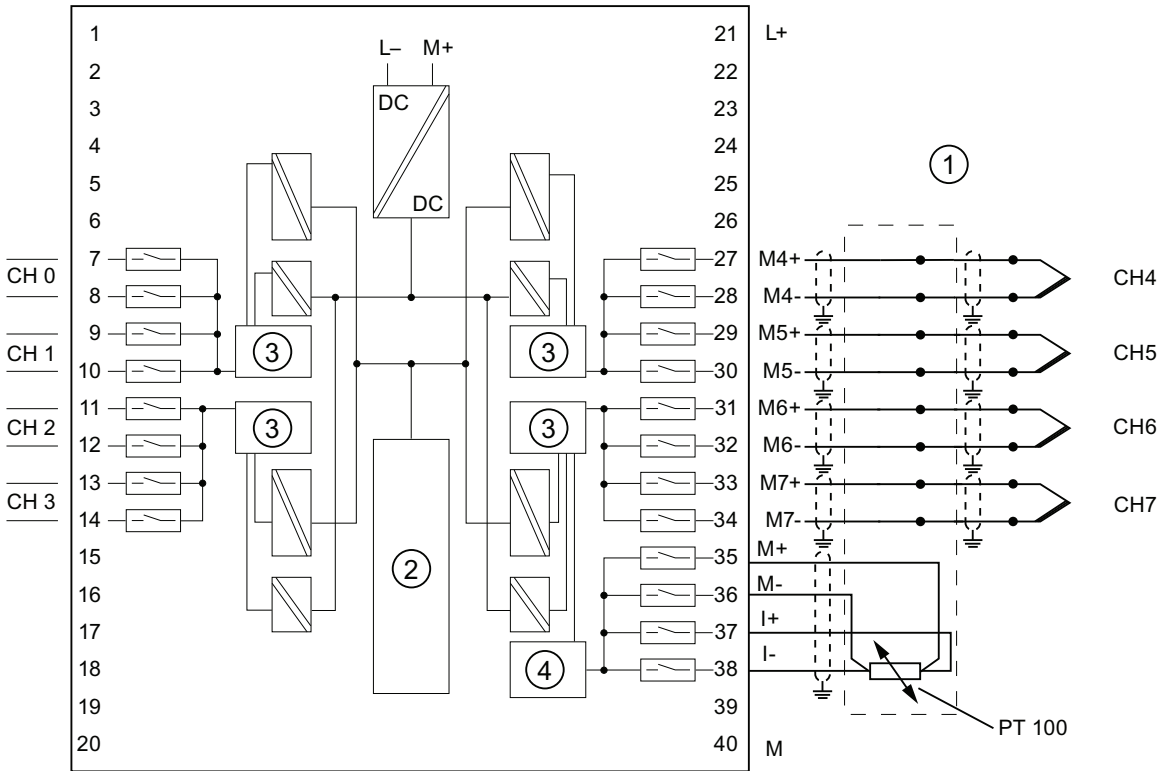 1 21 L+
L– M+
2 22
DC
3 23
4 24
①
5 25
DC
6 26
7 27 M4+
CH 0 CH4
8 28 M4-
9 29 M5+
CH 1 ③ ③ CH5
10 30 M5-
11 31 M6+
CH 2 ③ ③ CH6
12 32 M6-
13 33 M7+
CH 3 CH7
14 34 M7-
15 35 M+
②
16 36 M-
17 37 I+
18 ④ 38 I-
19 39
PT 100
20 40 M